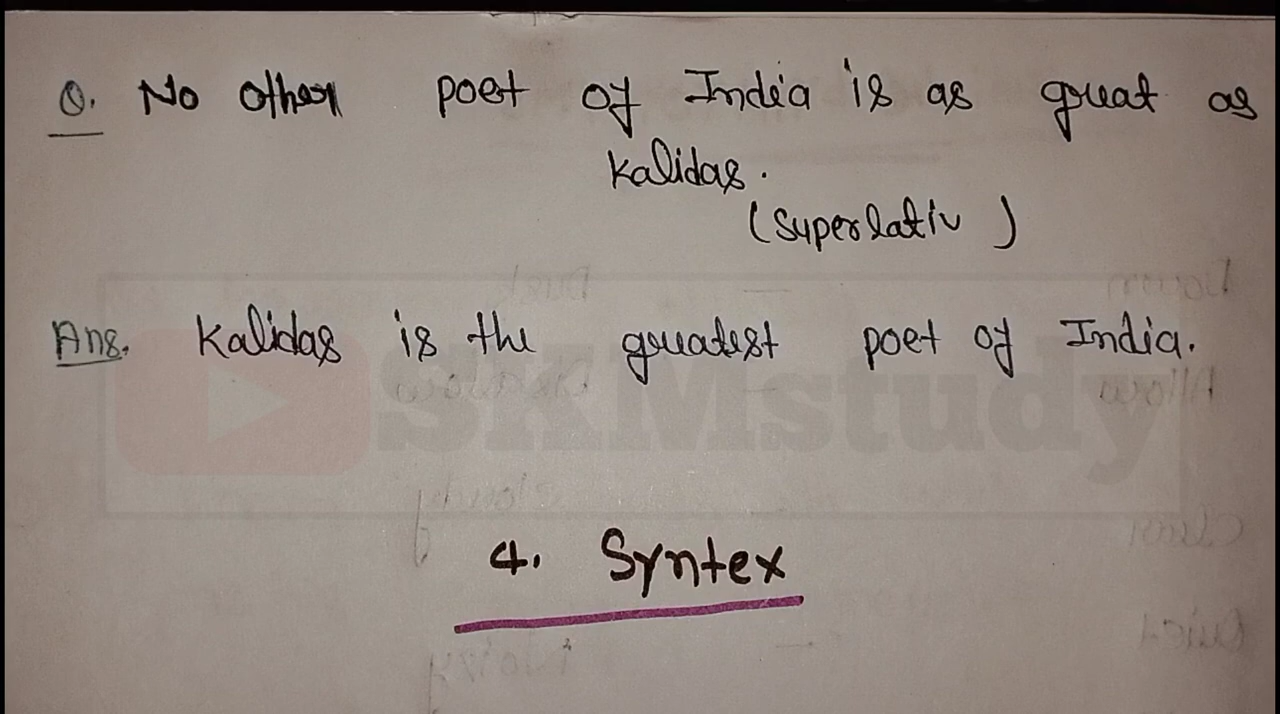 Q. No other poet of India is as great as
Kalidas.
(Superlativ)
Ans. Kalidas is the greatest poet of India.
SKMstudy
4. Syntex